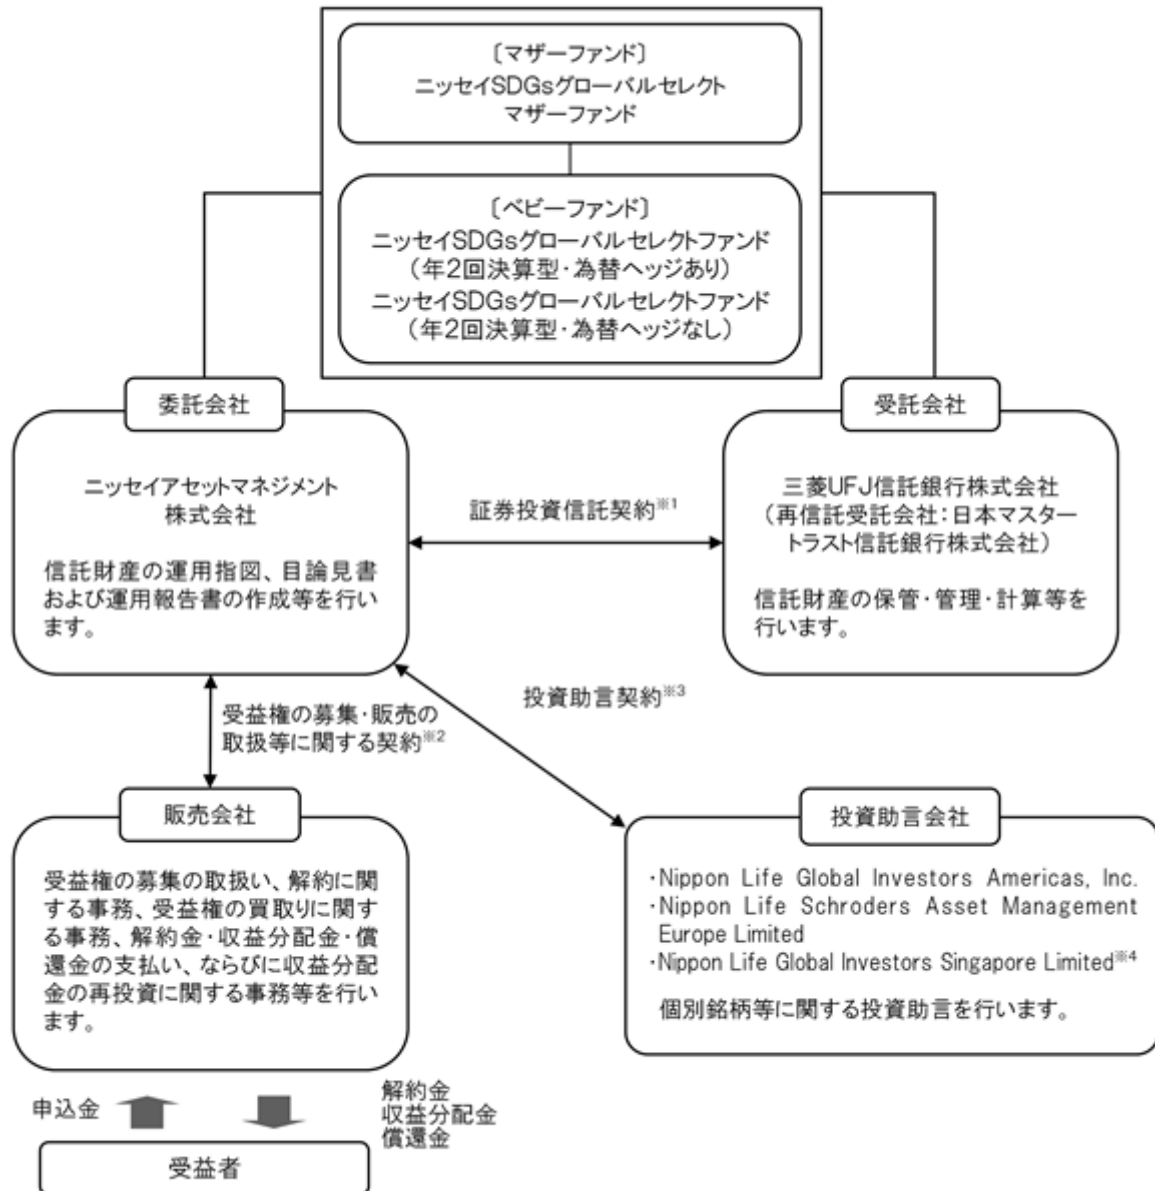 〔マザーファンド〕
ニッセイSDGsグローバルセレクト
マザーファンド
〔ベビーファンド〕
ニッセイSDGsグローバルセレクトファンド
（年2回決算型・為替ヘッジあり）
ニッセイSDGsグローバルセレクトファンド
（年2回決算型・為替ヘッジなし）
委託会社
ニッセイアセットマネジメント
株式会社
信託財産の運用指図、目論見書
および運用報告書の作成等を行い
ます。
証券投資信託契約※1
受託会社
三菱UFJ信託銀行株式会社
（再信託受託会社：日本マスター
トラスト信託銀行株式会社）
信託財産の保管・管理・計算等を
行います。
受益権の募集・販売の
取扱等に関する契約※2
投資助言契約※3
販売会社
受益権の募集の取扱い、解約に関
する事務、受益権の買取りに関す
る事務、解約金・収益分配金・償
還金の支払い、ならびに収益分配
金の再投資に関する事務等を行い
ます。
投資助言会社
・Nippon Life Global Investors Americas, Inc.
・Nippon Life Schroders Asset Management
Europe Limited
・Nippon Life Global Investors Singapore Limited※4
個別銘柄等に関する投資助言を行います。
申込金
解約金
収益分配金
償還金
受益者